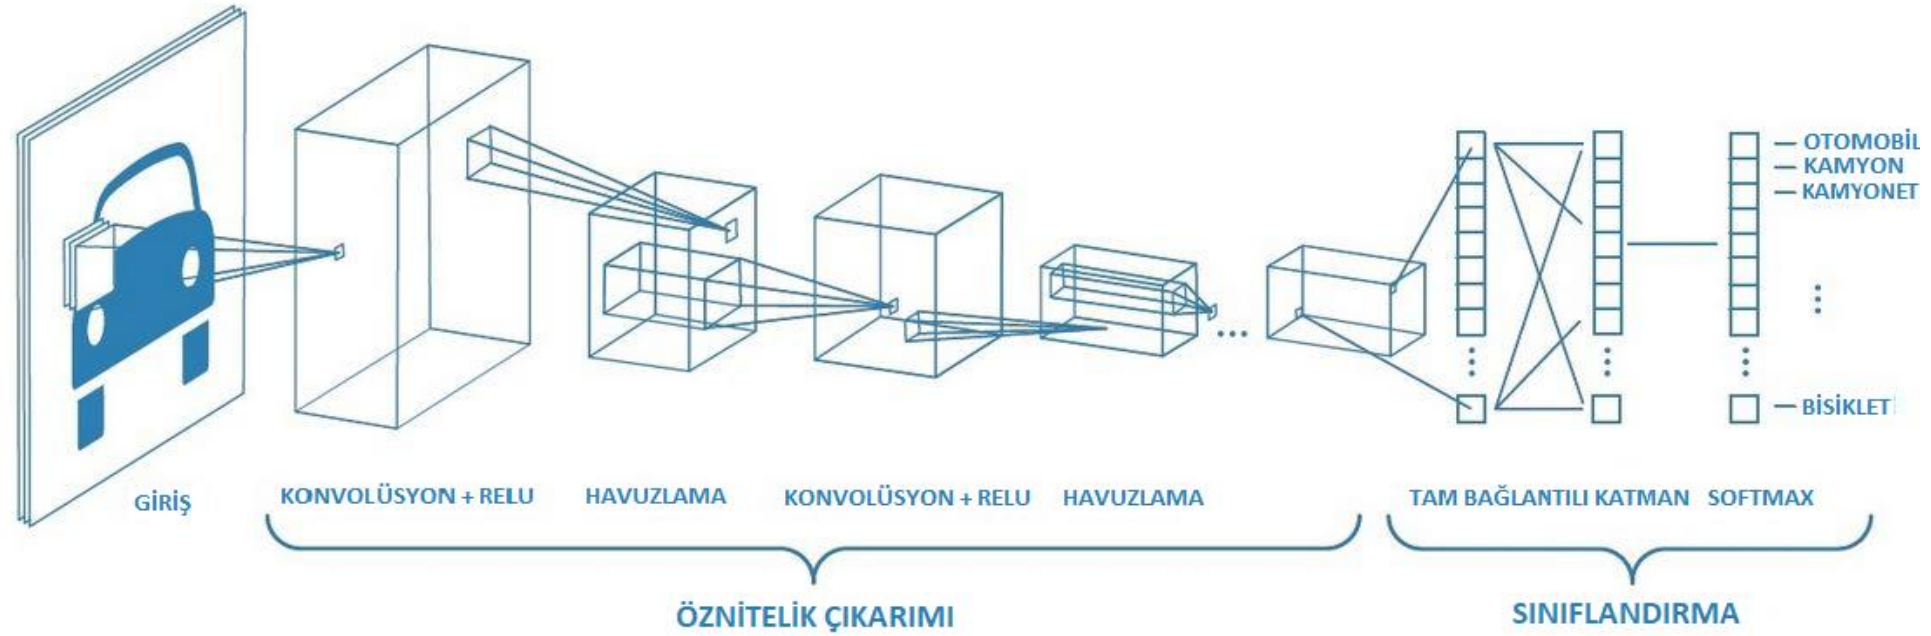 OTOMOBİL
KAMYON
KAMYONET
BİSİKLET
GİRİŞ
KONVOLÜSYON + RELU
HAVUZLAMA
KONVOLÜSYON + RELU
HAVUZLAMA
TAM BAĞLANTILI KATMAN
SOFTMAX
ÖZNİTELİK ÇIKARIMI
SINIFLANDIRMA